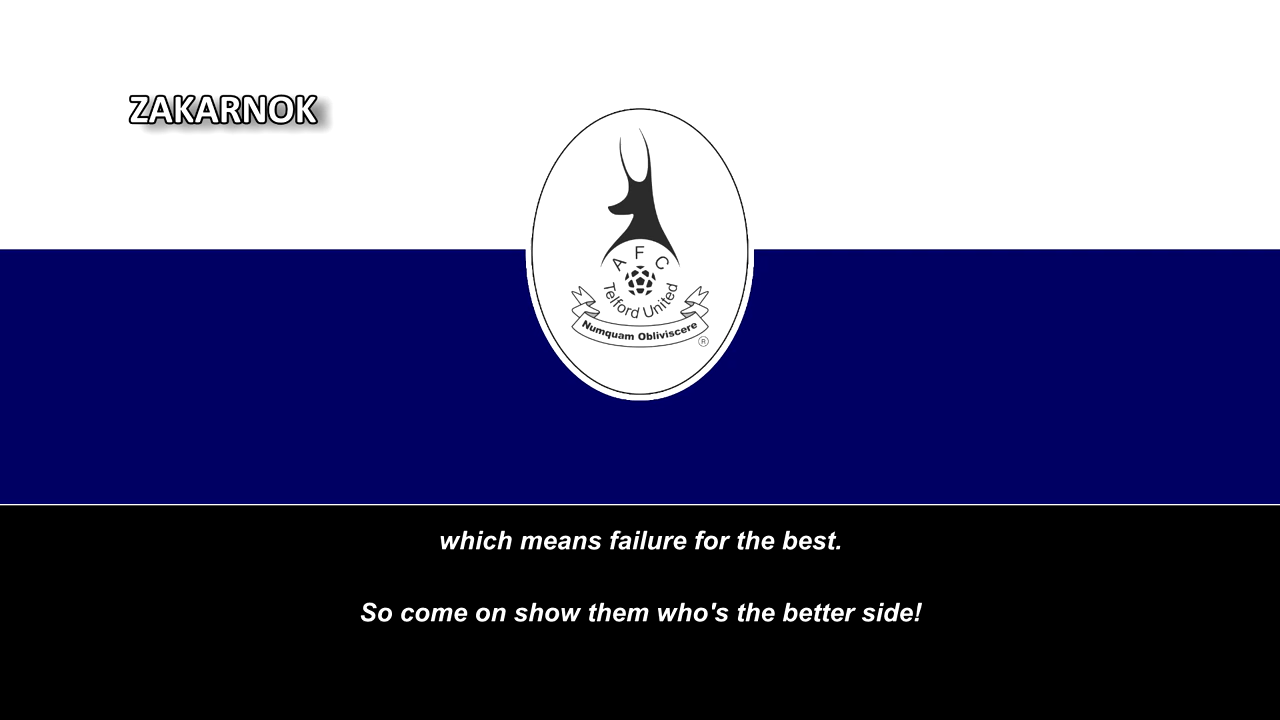 ZAKARNOK
A F C
Telford United
Numquam Obliviscere
®
which means failure for the best.
So come on show them who's the better side!